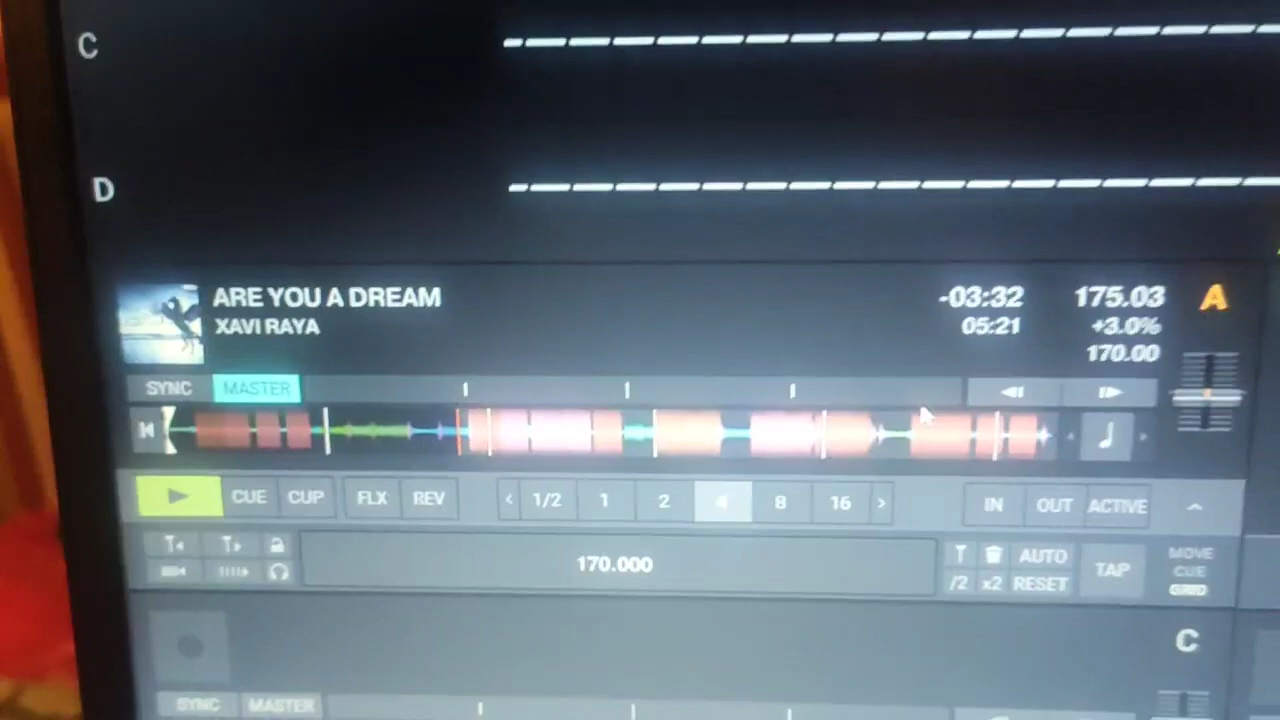 C
D
ARE YOU A DREAM -03:32 175.03 A
XAVI RAYA 05:21 +3.0%
170.00
SYNC MASTER
CUE CUP FLX REV < 1/2 1 2 4 8 16 > IN OUT ACTIVE
170.000 AUTO TAP MOVE
CUE
/2 x2 RESET GRID
C
SYNC MASTER